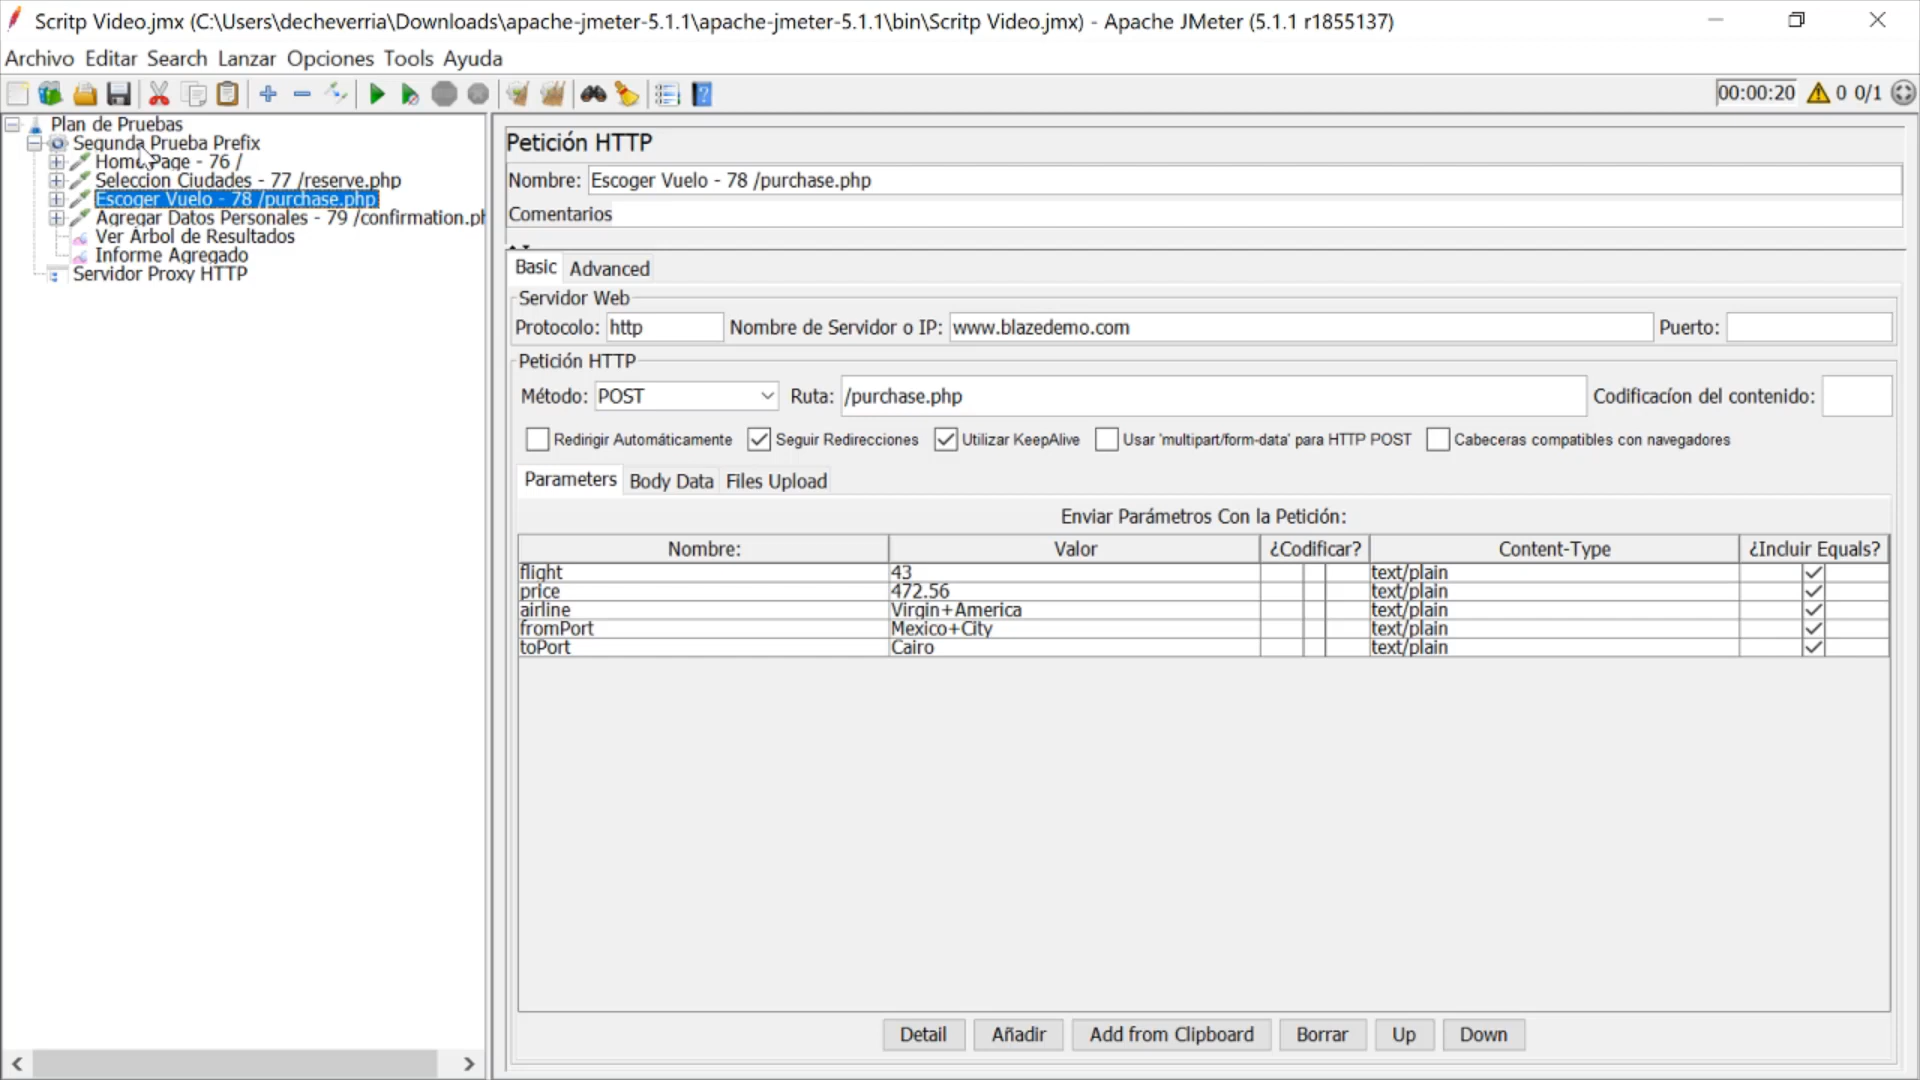 Scritp Video.jmx (C:\Users\decheverria\Downloads\apache-jmeter-5.1.1\apache-jmeter-5.1.1\bin\Scritp Video.jmx) - Apache JMeter (5.1.1 r1855137)
Archivo Editar Search Lanzar Opciones Tools Ayuda
00:00:20 0 0/1
Plan de Pruebas
Segunda Prueba Prefix
Home Page - 76 /
Seleccion Ciudades - 77 /reserve.php
Escoger Vuelo - 78 /purchase.php
Agregar Datos Personales - 79 /confirmation.ph
Ver Árbol de Resultados
Informe Agregado
Servidor Proxy HTTP
Petición HTTP
Nombre: Escoger Vuelo - 78 /purchase.php
Comentarios
Basic Advanced
Servidor Web
Protocolo: http Nombre de Servidor o IP: www.blazedemo.com Puerto:
Petición HTTP
Método: POST Ruta: /purchase.php Codificacíon del contenido:
Redirigir Automáticamente Seguir Redirecciones Utilizar KeepAlive Usar 'multipart/form-data' para HTTP POST Cabeceras compatibles con navegadores
Parameters Body Data Files Upload
Enviar Parámetros Con la Petición:
Nombre: Valor ¿Codificar? Content-Type ¿Incluir Equals?
flight 43 text/plain
price 472.56 text/plain
airline Virgin+America text/plain
fromPort Mexico+City text/plain
toPort Cairo text/plain
Detail Añadir Add from Clipboard Borrar Up Down